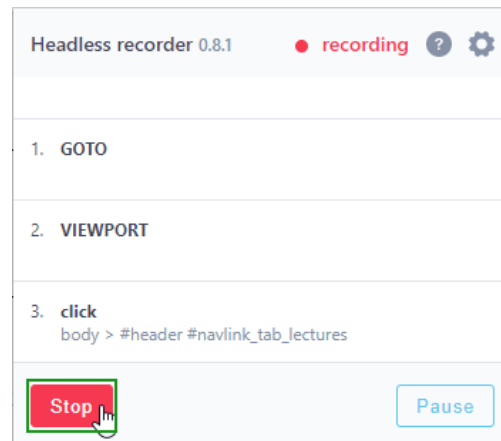 Headless recorder 0.8.1 recording ?
1. GOTO
2. VIEWPORT
3. click
body > #header #navlink_tab_lectures
Stop Pause